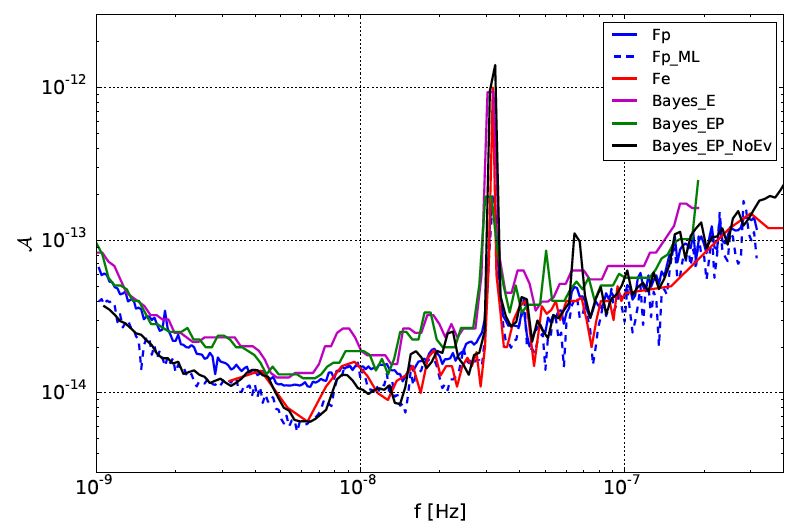 Fp
Fp_ML
Fe
Bayes_E
Bayes_EP
Bayes_EP_NoEv
10⁻¹²
10⁻¹³
10⁻¹⁴
𝒜
10⁻⁹
10⁻⁸
10⁻⁷
f [Hz]